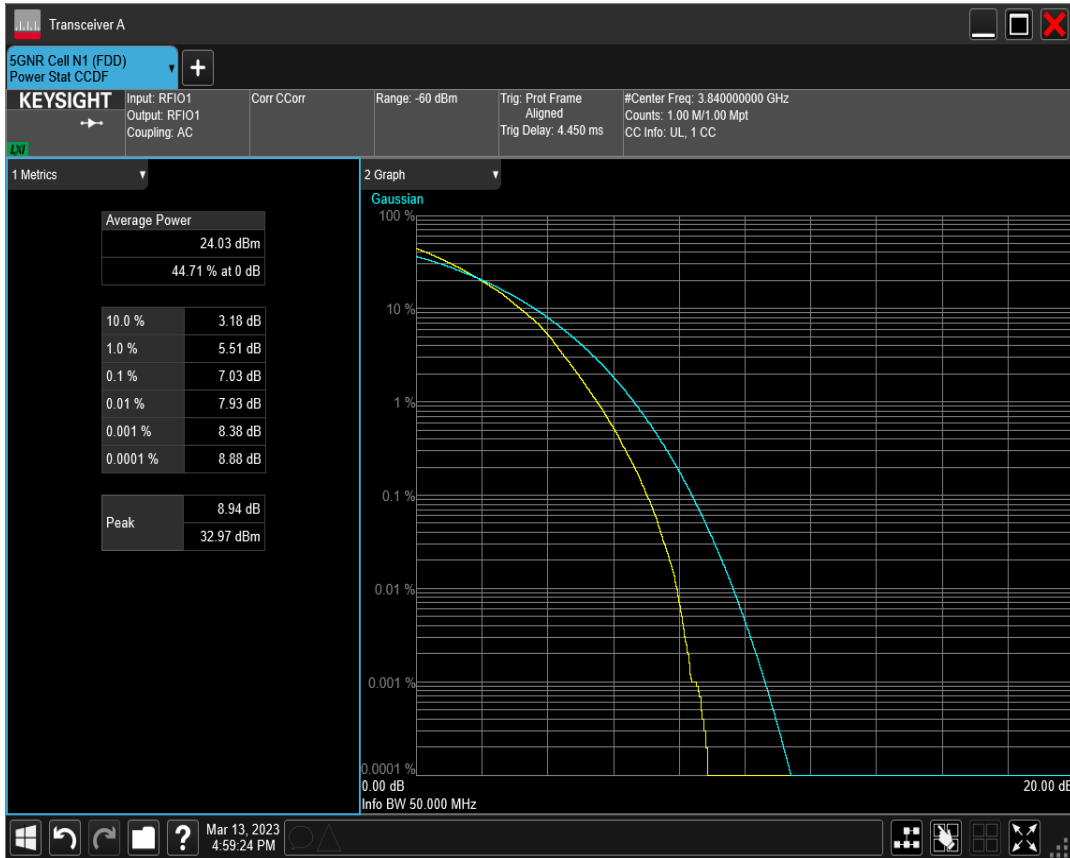 Transceiver A
5GNR Cell N1 (FDD)
Power Stat CCDF
+
KEYSIGHT
LXI
Input: RFIO1
Output: RFIO1
Coupling: AC
Corr CCorr
Range: -60 dBm
Trig: Prot Frame
Aligned
Trig Delay: 4.450 ms
#Center Freq: 3.840000000 GHz
Counts: 1.00 M/1.00 Mpt
CC Info: UL, 1 CC
1 Metrics
Average Power
24.03 dBm
44.71 % at 0 dB
10.0 % 3.18 dB
1.0 % 5.51 dB
0.1 % 7.03 dB
0.01 % 7.93 dB
0.001 % 8.38 dB
0.0001 % 8.88 dB
Peak
8.94 dB
32.97 dBm
2 Graph
Gaussian
100 %
10 %
1 %
0.1 %
0.01 %
0.001 %
0.0001 %
0.00 dB
20.00 dB
Info BW 50.000 MHz
?
Mar 13, 2023
4:59:24 PM